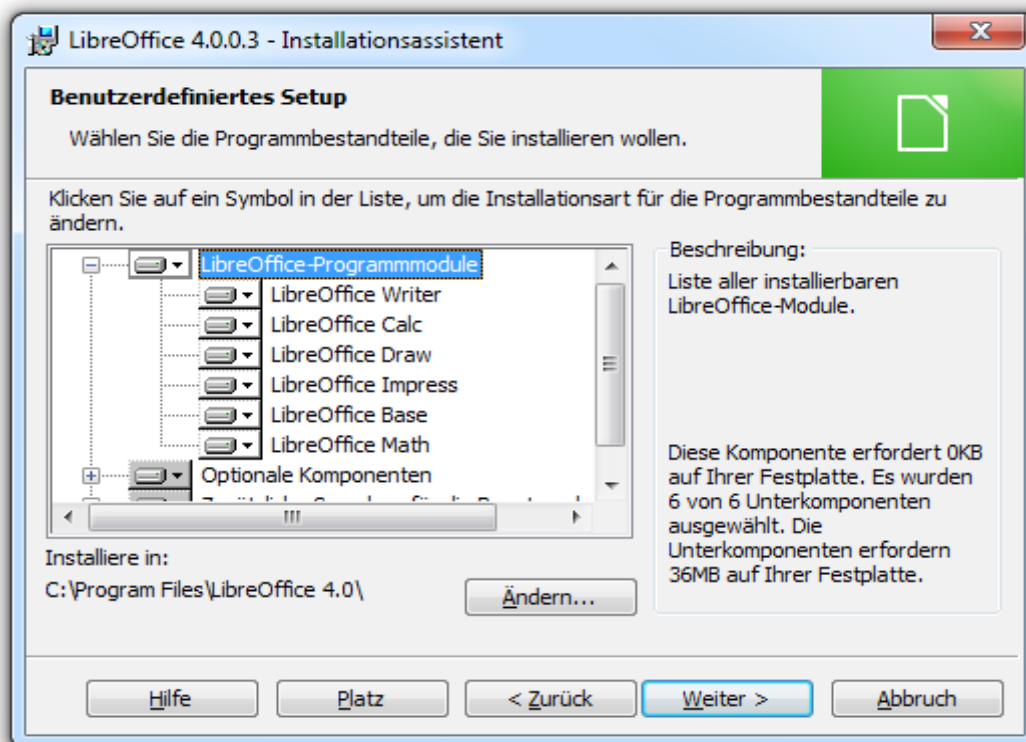 LibreOffice 4.0.0.3 - Installationsassistent
Benutzerdefiniertes Setup
Wählen Sie die Programmbestandteile, die Sie installieren wollen.
Klicken Sie auf ein Symbol in der Liste, um die Installationsart für die Programmbestandteile zu
ändern.
LibreOffice-Programmmodule
LibreOffice Writer
LibreOffice Calc
LibreOffice Draw
LibreOffice Impress
LibreOffice Base
LibreOffice Math
Optionale Komponenten
Beschreibung:
Liste aller installierbaren
LibreOffice-Module.
Diese Komponente erfordert 0KB
auf Ihrer Festplatte. Es wurden
6 von 6 Unterkomponenten
ausgewählt. Die
Unterkomponenten erfordern
36MB auf Ihrer Festplatte.
Installiere in:
C:\Program Files\LibreOffice 4.0\
Ändern...
Hilfe
Platz
< Zurück
Weiter >
Abbruch